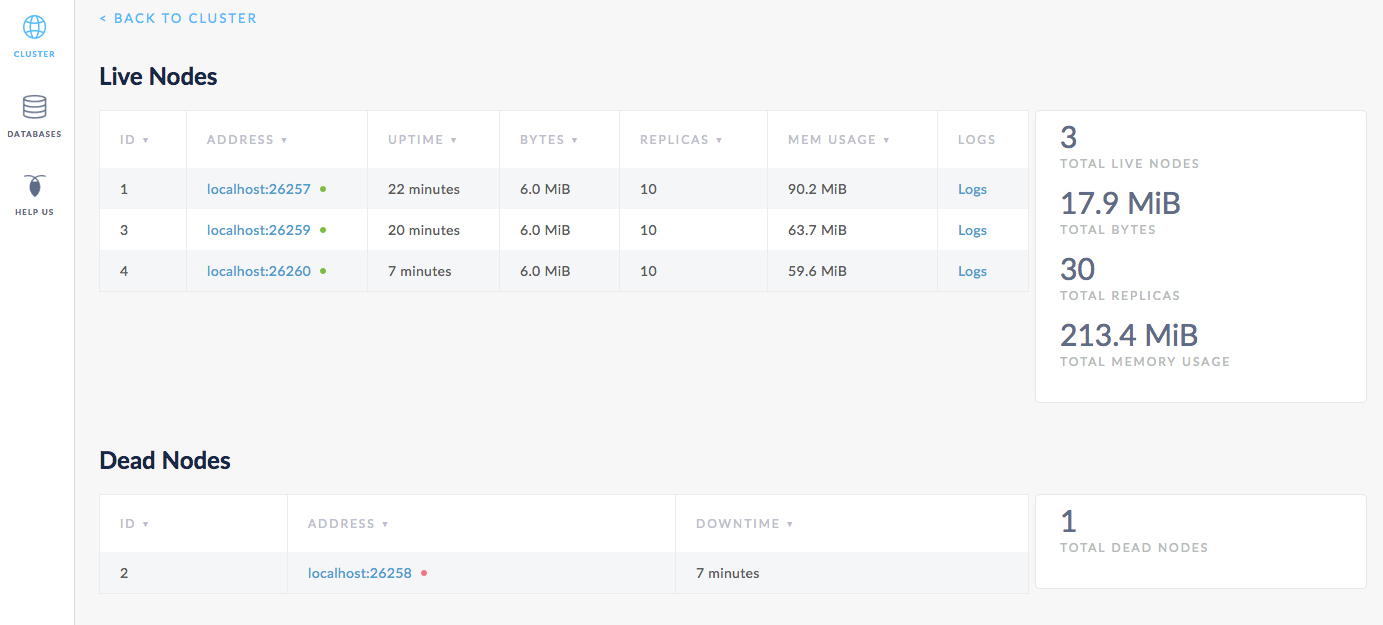 < BACK TO CLUSTER
CLUSTER
DATABASES
HELP US
Live Nodes
ID ▼ ADDRESS ▼ UPTIME ▼ BYTES ▼ REPLICAS ▼ MEM USAGE ▼ LOGS
1 localhost:26257 22 minutes 6.0 MiB 10 90.2 MiB Logs
3 localhost:26259 20 minutes 6.0 MiB 10 63.7 MiB Logs
4 localhost:26260 7 minutes 6.0 MiB 10 59.6 MiB Logs
3
TOTAL LIVE NODES
17.9 MiB
TOTAL BYTES
30
TOTAL REPLICAS
213.4 MiB
TOTAL MEMORY USAGE
Dead Nodes
ID ▼ ADDRESS ▼ DOWNTIME ▼
2 localhost:26258 7 minutes
1
TOTAL DEAD NODES